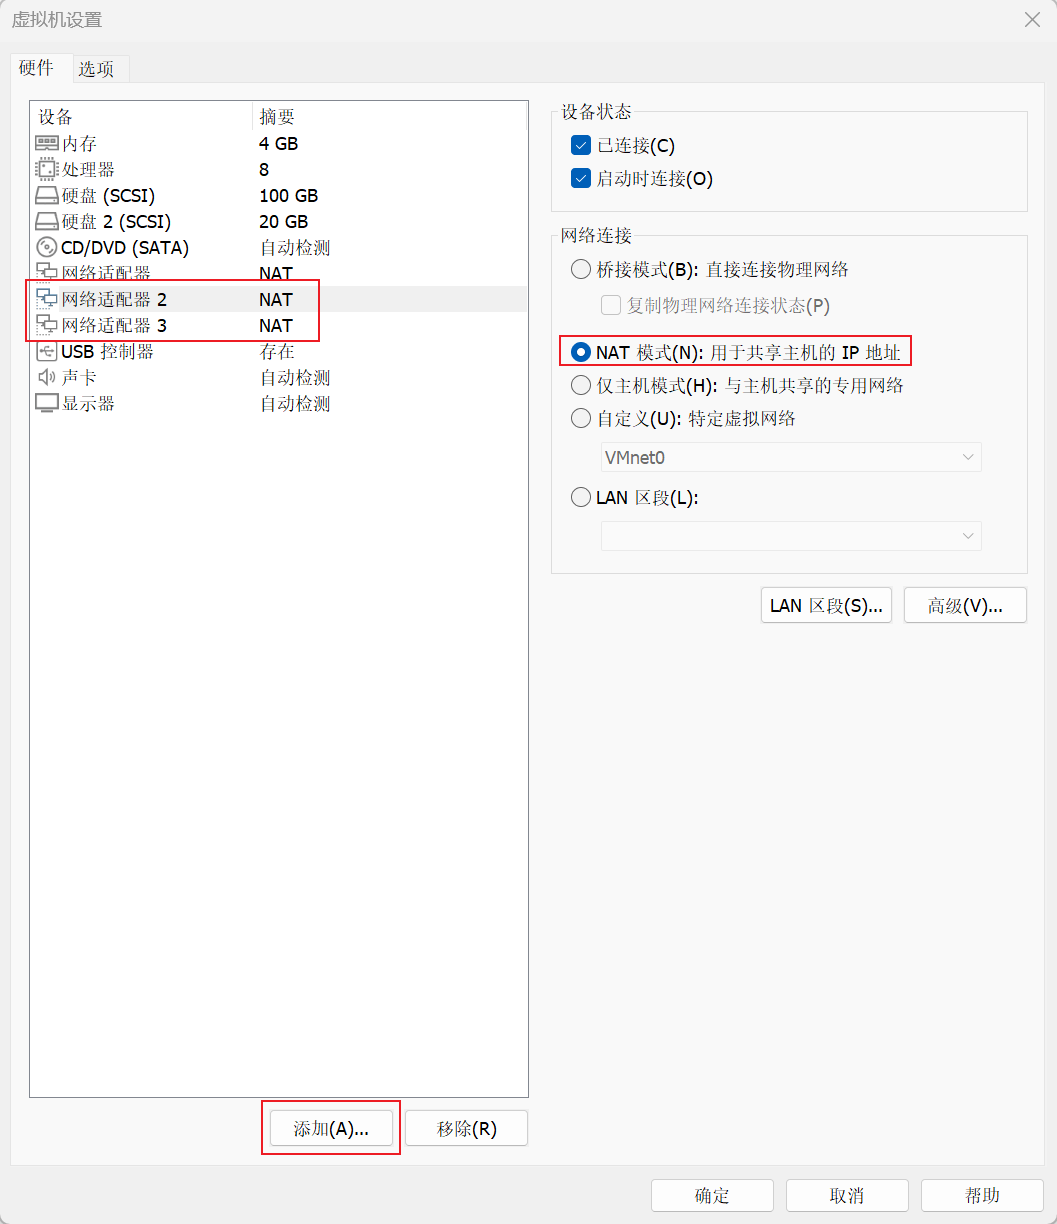 虚拟机设置
硬件 选项
设备 摘要
内存 4 GB
处理器 8
硬盘 (SCSI) 100 GB
硬盘 2 (SCSI) 20 GB
CD/DVD (SATA) 自动检测
网络适配器 NAT
网络适配器 2 NAT
网络适配器 3 NAT
USB 控制器 存在
声卡 自动检测
显示器 自动检测
添加(A)... 移除(R)
设备状态
已连接(C)
启动时连接(O)
网络连接
桥接模式(B): 直接连接物理网络
复制物理网络连接状态(P)
NAT 模式(N): 用于共享主机的 IP 地址
仅主机模式(H): 与主机共享的专用网络
自定义(U): 特定虚拟网络
VMnet0
LAN 区段(L):
LAN 区段(S)... 高级(V)...
确定 取消 帮助